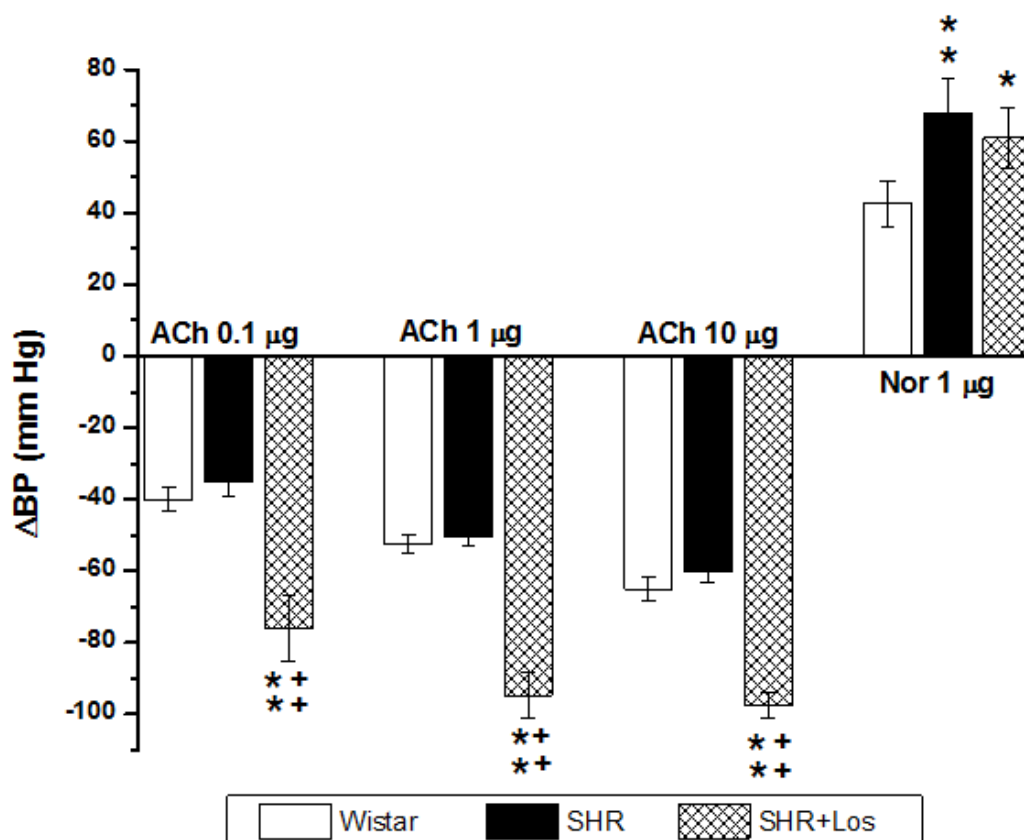 *
*
80
*
60
40
20
ACh 0.1 μg
ACh 1 μg
ACh 10 μg
0
Nor 1 μg
-20
-40
-60
-80
-100
ΔBP (mm Hg)
* +
* +
* +
* +
* +
* +
Wistar
SHR
SHR+Los